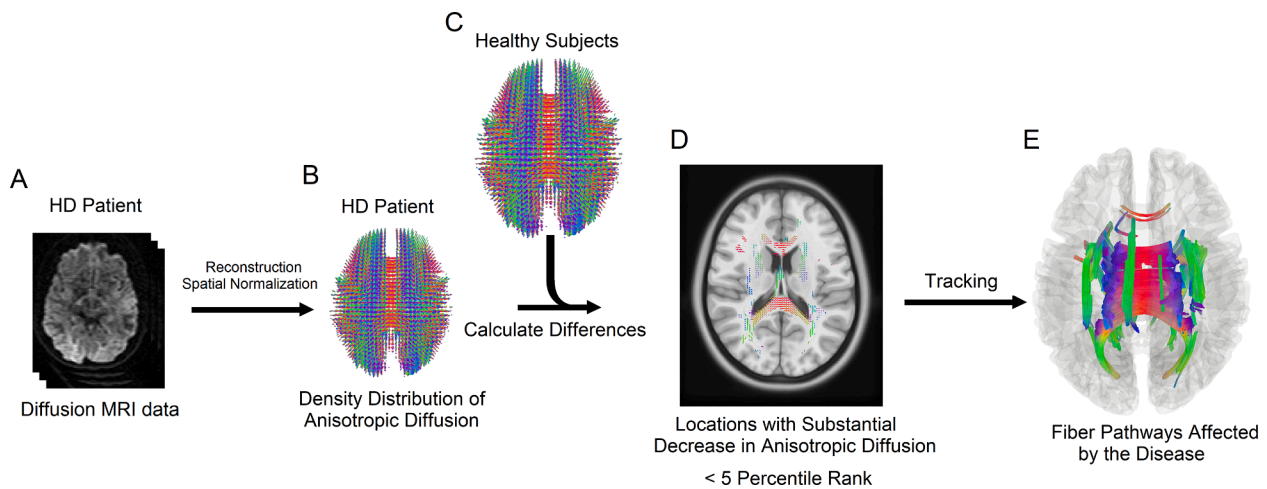 A
HD Patient
Diffusion MRI data
Reconstruction
Spatial Normalization
B
HD Patient
Density Distribution of
Anisotropic Diffusion
C
Healthy Subjects
Calculate Differences
D
Locations with Substantial
Decrease in Anisotropic Diffusion
< 5 Percentile Rank
Tracking
E
Fiber Pathways Affected
by the Disease